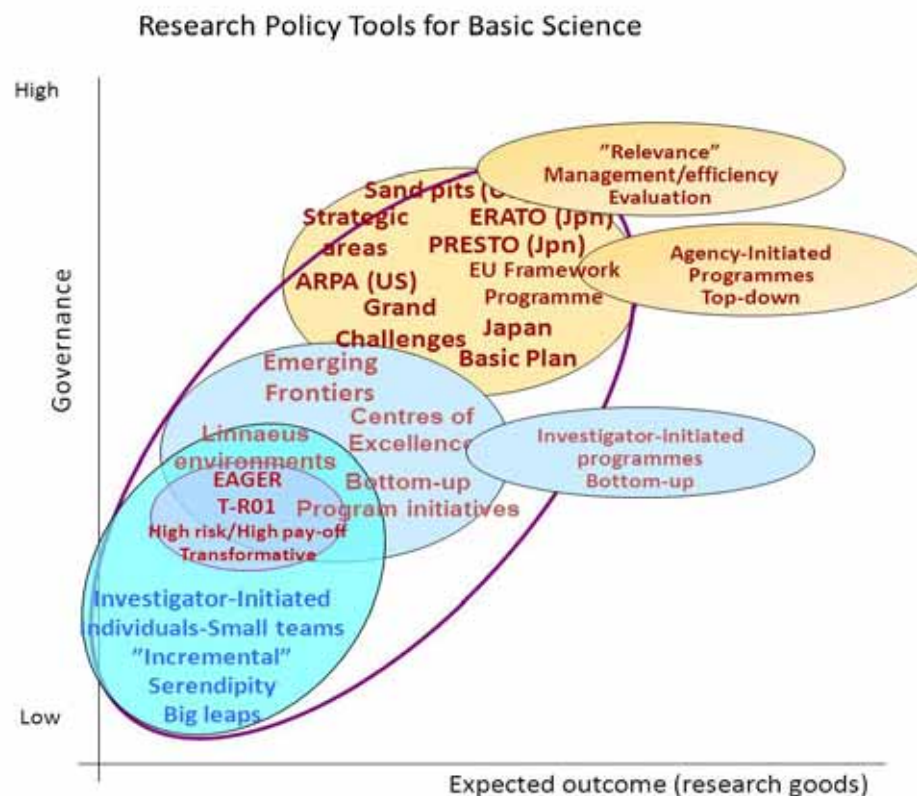 Research Policy Tools for Basic Science
High
Governance
Low
Expected outcome (research goods)
”Relevance”
Management/efficiency
Evaluation
Agency-Initiated
Programmes
Top-down
Sand pits (
Strategic
areas
ERATO (Jpn)
PRESTO (Jpn)
ARPA (US)
EU Framework
Programme
Grand
Challenges
Japan
Basic Plan
Emerging
Frontiers
Centres of
Excellence
Linnaeus
environments
Bottom-up
Program initiatives
Investigator-initiated
programmes
Bottom-up
EAGER
T-R01
High risk/High pay-off
Transformative
Investigator-Initiated
Individuals-Small teams
”Incremental”
Serendipity
Big leaps